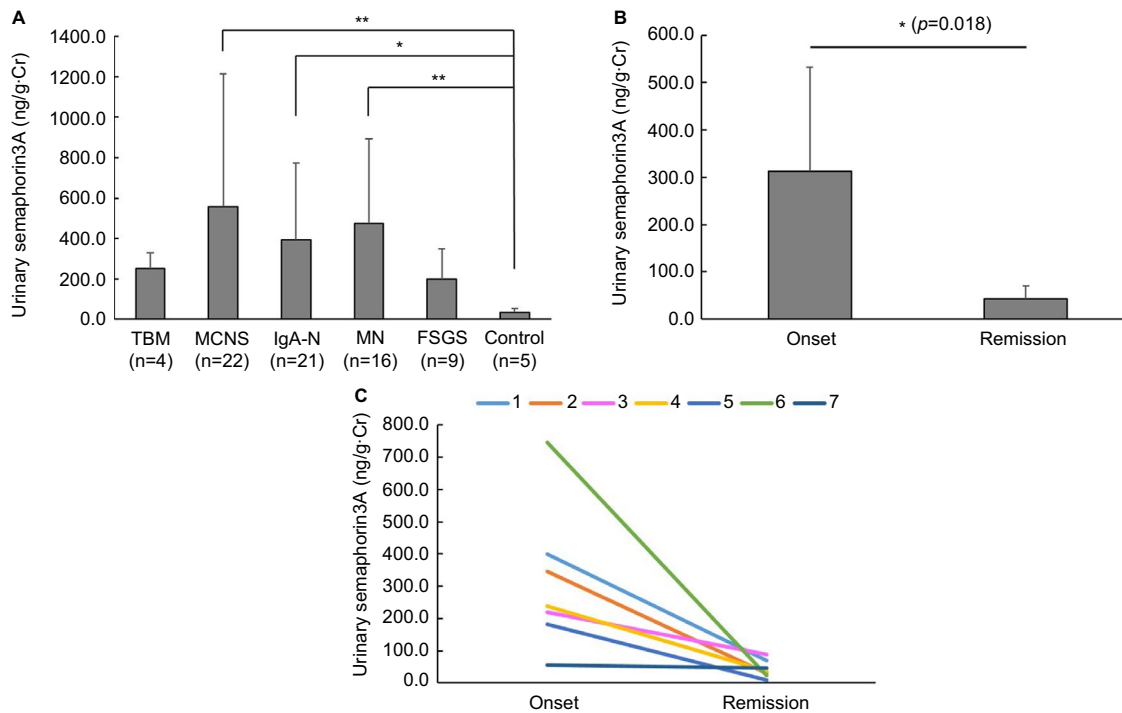 A
Urinary semaphorin3A (ng/g·Cr)
1400.0
1200.0
1000.0
800.0
600.0
400.0
200.0
0.0
**
*
**
TBM MCNS IgA-N MN FSGS Control
(n=4) (n=22) (n=21) (n=16) (n=9) (n=5)
B
Urinary semaphorin3A (ng/g·Cr)
600.0
500.0
400.0
300.0
200.0
100.0
0.0
* (p=0.018)
Onset Remission
C
1 2 3 4 5 6 7
Urinary semaphorin3A (ng/g·Cr)
800.0
700.0
600.0
500.0
400.0
300.0
200.0
100.0
0.0
Onset Remission